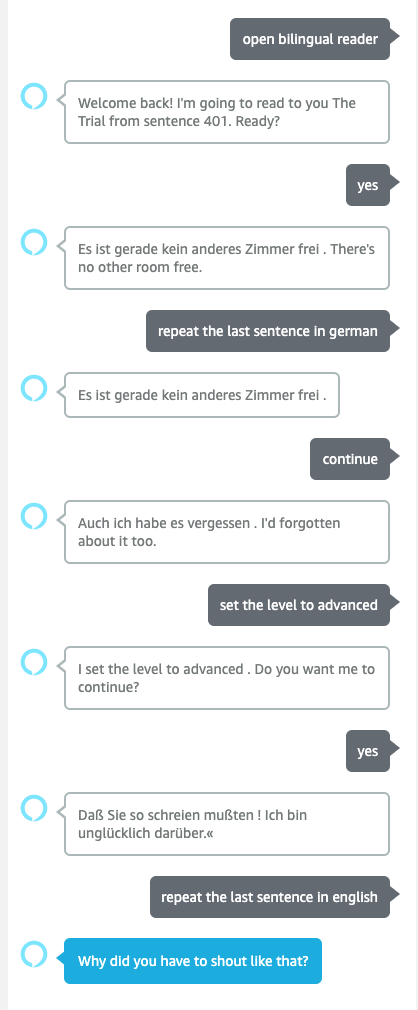 open bilingual reader
Welcome back! I'm going to read to you The
Trial from sentence 401. Ready?
yes
Es ist gerade kein anderes Zimmer frei . There's
no other room free.
repeat the last sentence in german
Es ist gerade kein anderes Zimmer frei .
continue
Auch ich habe es vergessen . I'd forgotten
about it too.
set the level to advanced
I set the level to advanced . Do you want me to
continue?
yes
Daß Sie so schreien mußten ! Ich bin
unglücklich darüber.«
repeat the last sentence in english
Why did you have to shout like that?